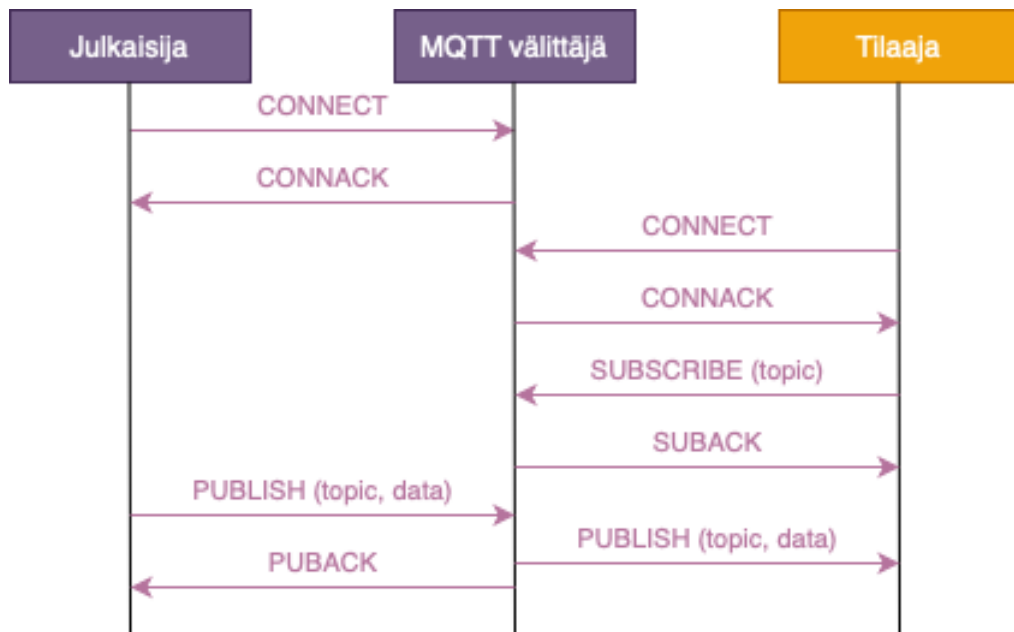 Julkaisija
MQTT välittäjä
Tilaaja
CONNECT
CONNACK
CONNECT
CONNACK
SUBSCRIBE (topic)
SUBACK
PUBLISH (topic, data)
PUBLISH (topic, data)
PUBACK